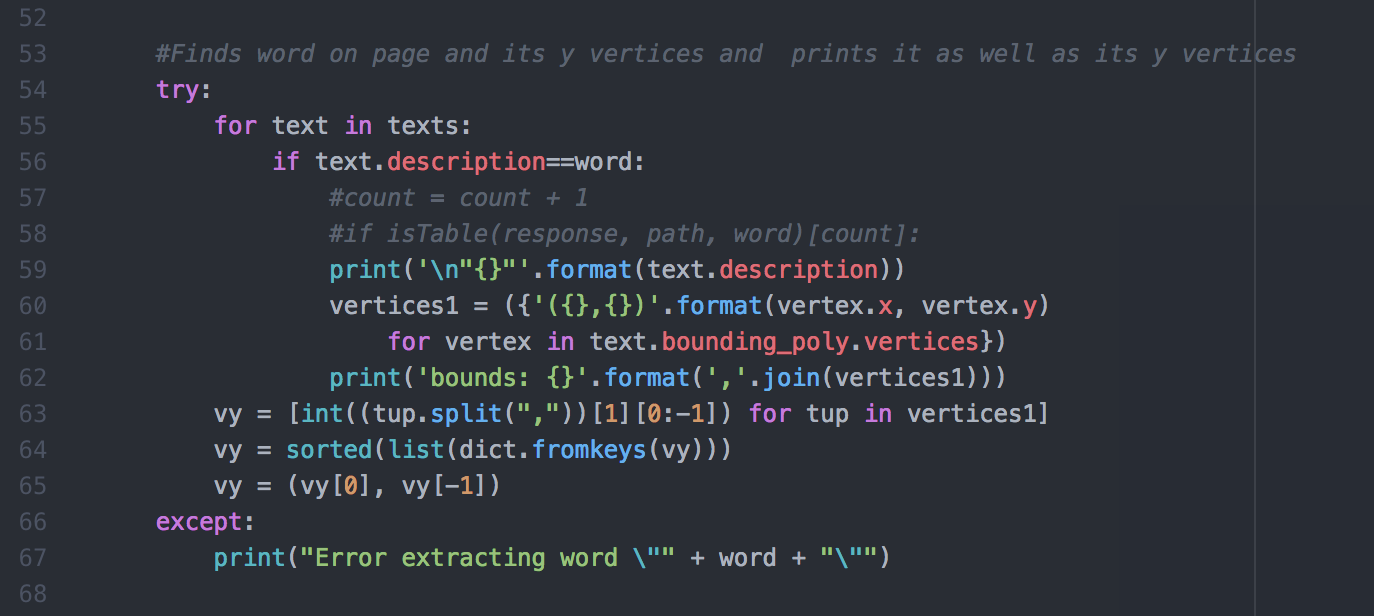 52
53 #Finds word on page and its y vertices and  prints it as well as its y vertices
54 try:
55 for text in texts:
56 if text.description==word:
57 #count = count + 1
58 #if isTable(response, path, word)[count]:
59 print('\n"{}"'.format(text.description))
60 vertices1 = ({'({},{})'.format(vertex.x, vertex.y)
61 for vertex in text.bounding_poly.vertices})
62 print('bounds: {}'.format(','.join(vertices1)))
63 vy = [int((tup.split(","))[1][0:-1]) for tup in vertices1]
64 vy = sorted(list(dict.fromkeys(vy)))
65 vy = (vy[0], vy[-1])
66 except:
67 print("Error extracting word \"" + word + "\"")
68